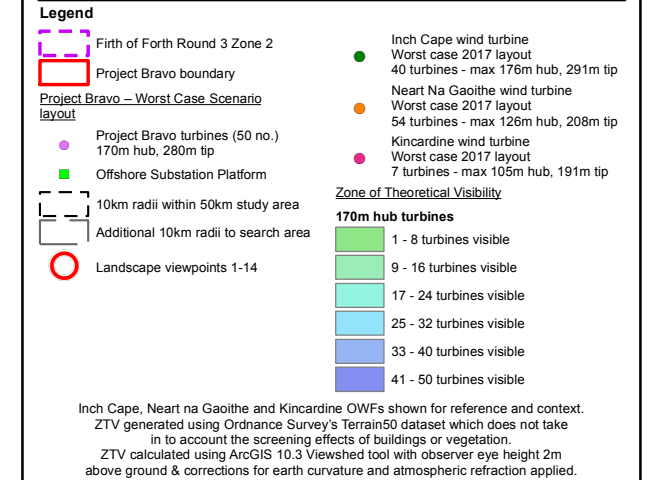 Legend
Firth of Forth Round 3 Zone 2
Project Bravo boundary
Project Bravo – Worst Case Scenario
layout
Project Bravo turbines (50 no.)
170m hub, 280m tip
Offshore Substation Platform
10km radii within 50km study area
Additional 10km radii to search area
Landscape viewpoints 1-14
Inch Cape wind turbine
Worst case 2017 layout
40 turbines - max 176m hub, 291m tip
Neart Na Gaoithe wind turbine
Worst case 2017 layout
54 turbines - max 126m hub, 208m tip
Kincardine wind turbine
Worst case 2017 layout
7 turbines - max 105m hub, 191m tip
Zone of Theoretical Visibility
170m hub turbines
1 - 8 turbines visible
9 - 16 turbines visible
17 - 24 turbines visible
25 - 32 turbines visible
33 - 40 turbines visible
41 - 50 turbines visible
Inch Cape, Neart na Gaoithe and Kincardine OWFs shown for reference and context.
ZTV generated using Ordnance Survey's Terrain50 dataset which does not take
in to account the screening effects of buildings or vegetation.
ZTV calculated using ArcGIS 10.3 Viewshed tool with observer eye height 2m
above ground & corrections for earth curvature and atmospheric refraction applied.